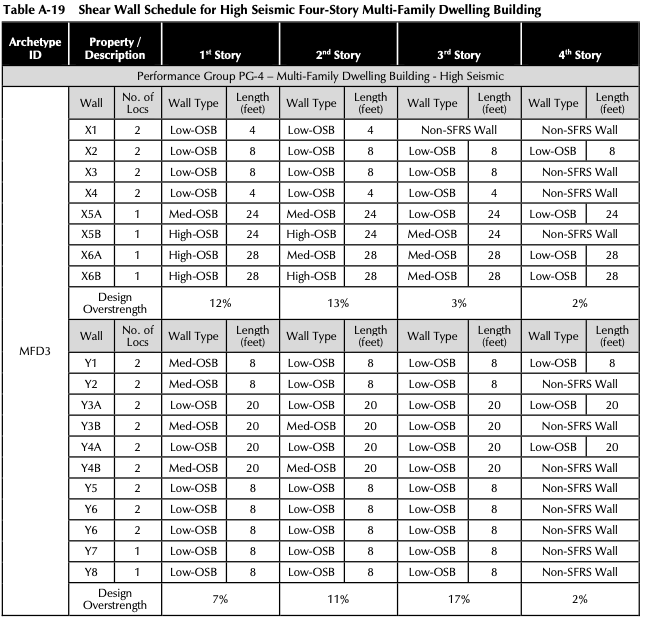 Table A-19 Shear Wall Schedule for High Seismic Four-Story Multi-Family Dwelling Building
Archetype ID Property / Description 1st Story 2nd Story 3rd Story 4th Story
Performance Group PG-4 – Multi-Family Dwelling Building - High Seismic
MFD3
Wall No. of Locs Wall Type Length (feet) Wall Type Length (feet) Wall Type Length (feet) Wall Type Length (feet)
X1 2 Low-OSB 4 Low-OSB 4 Non-SFRS Wall Non-SFRS Wall
X2 2 Low-OSB 8 Low-OSB 8 Low-OSB 8 Low-OSB 8
X3 2 Low-OSB 8 Low-OSB 8 Low-OSB 8 Non-SFRS Wall
X4 2 Low-OSB 4 Low-OSB 4 Low-OSB 4 Non-SFRS Wall
X5A 1 Med-OSB 24 Med-OSB 24 Low-OSB 24 Low-OSB 24
X5B 1 High-OSB 24 High-OSB 24 Med-OSB 24 Non-SFRS Wall
X6A 1 High-OSB 28 Med-OSB 28 Med-OSB 28 Low-OSB 28
X6B 1 High-OSB 28 High-OSB 28 Med-OSB 28 Low-OSB 28
Design Overstrength 12% 13% 3% 2%
Wall No. of Locs Wall Type Length (feet) Wall Type Length (feet) Wall Type Length (feet) Wall Type Length (feet)
Y1 2 Med-OSB 8 Low-OSB 8 Low-OSB 8 Low-OSB 8
Y2 2 Med-OSB 8 Low-OSB 8 Low-OSB 8 Non-SFRS Wall
Y3A 2 Low-OSB 20 Low-OSB 20 Low-OSB 20 Low-OSB 20
Y3B 2 Med-OSB 20 Med-OSB 20 Low-OSB 20 Non-SFRS Wall
Y4A 2 Low-OSB 20 Low-OSB 20 Low-OSB 20 Low-OSB 20
Y4B 2 Med-OSB 20 Med-OSB 20 Low-OSB 20 Non-SFRS Wall
Y5 2 Low-OSB 8 Low-OSB 8 Low-OSB 8 Non-SFRS Wall
Y6 2 Low-OSB 8 Low-OSB 8 Low-OSB 8 Non-SFRS Wall
Y6 2 Low-OSB 8 Low-OSB 8 Low-OSB 8 Non-SFRS Wall
Y7 1 Low-OSB 8 Low-OSB 8 Low-OSB 8 Non-SFRS Wall
Y8 1 Low-OSB 8 Low-OSB 8 Low-OSB 8 Non-SFRS Wall
Design Overstrength 7% 11% 17% 2%